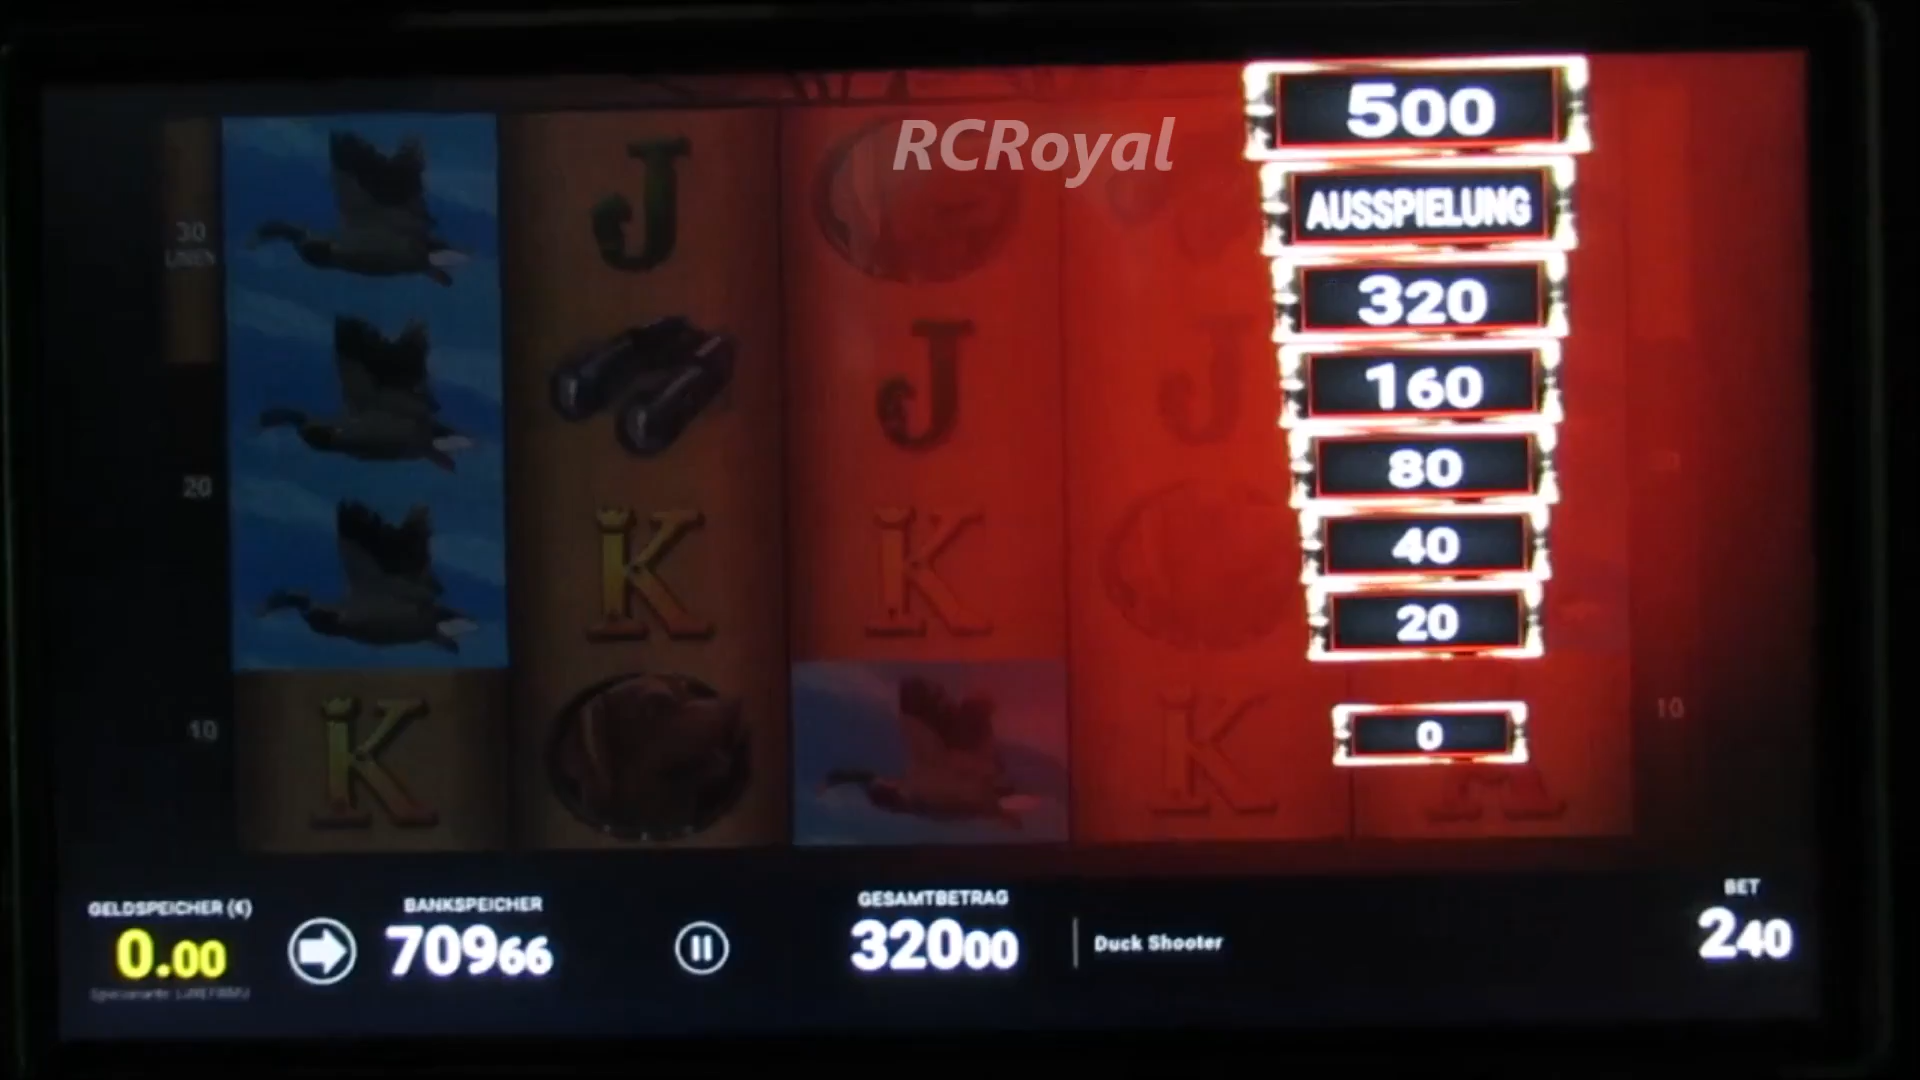 RCRoyal
500
AUSSPIELUNG
320
160
80
40
20
0
30
LINIEN
20
10
10
J
J
J
K
K
K
K
A
GELDSPEICHER (€)
0.00
BANKSPEICHER
70966
GESAMTBETRAG
32000
Duck Shooter
BET
240